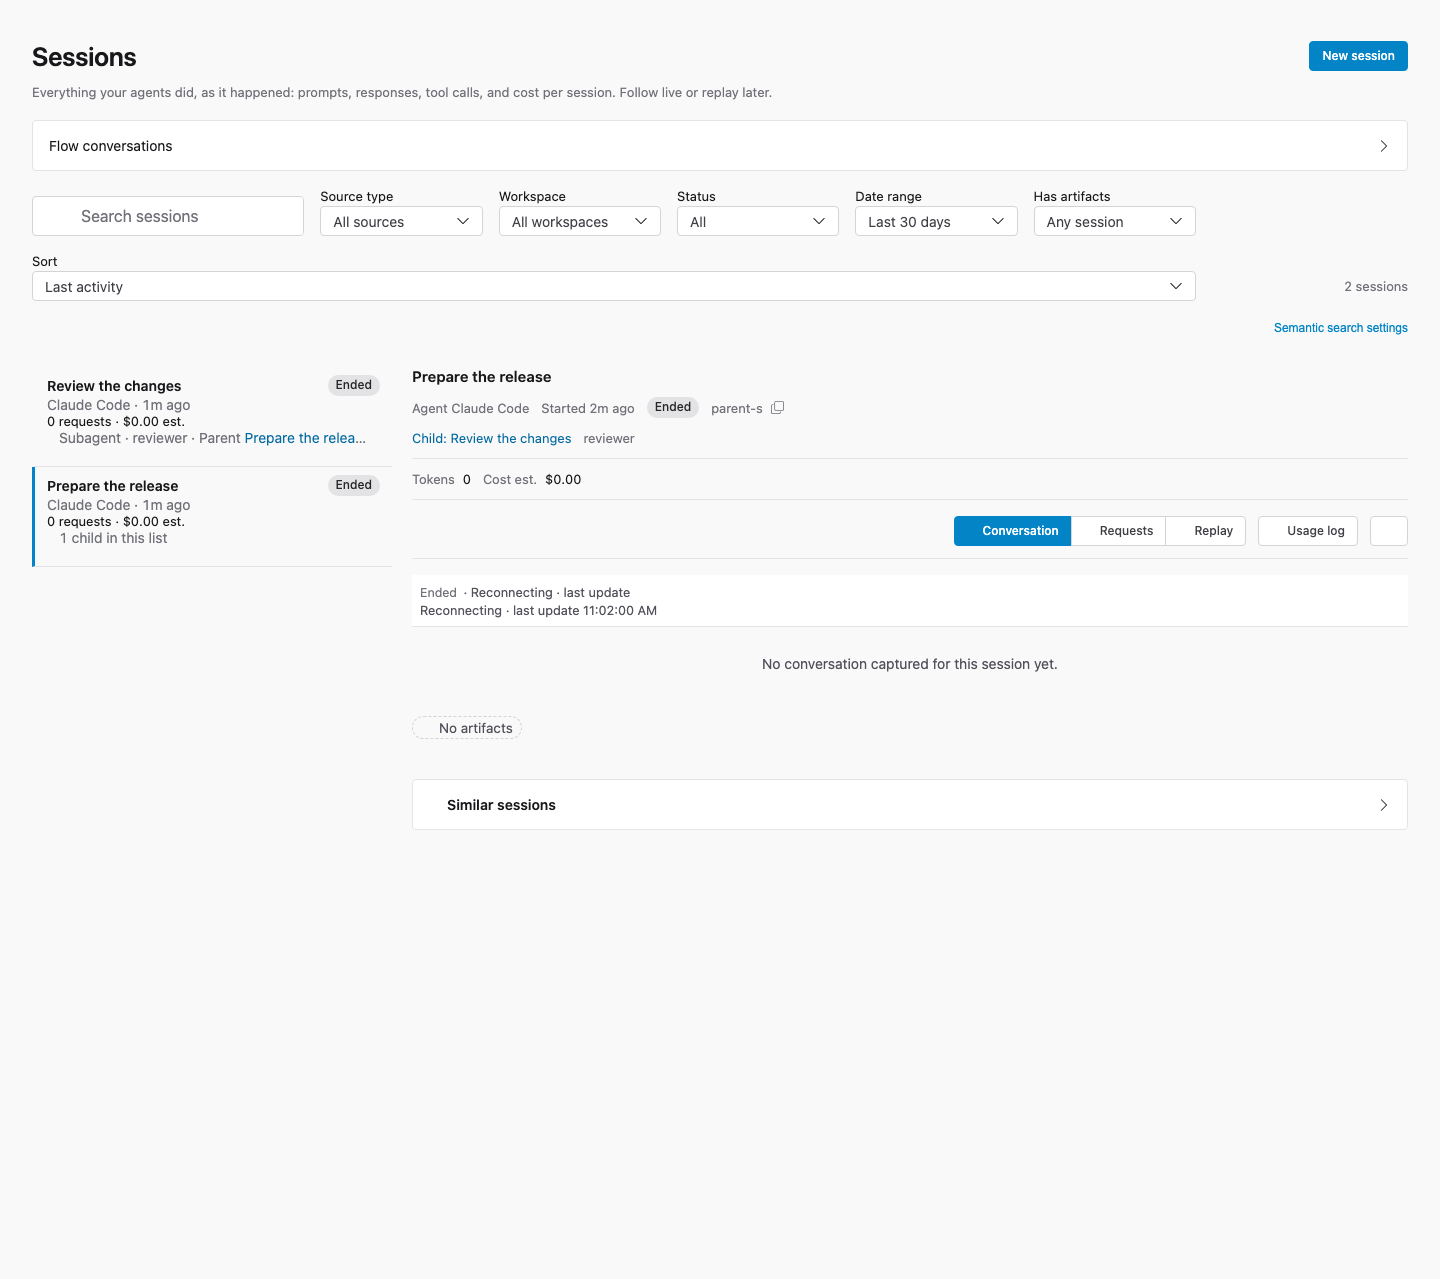 Sessions
New session
Everything your agents did, as it happened: prompts, responses, tool calls, and cost per session. Follow live or replay later.
Flow conversations
Search sessions
Source type
All sources
Workspace
All workspaces
Status
All
Date range
Last 30 days
Has artifacts
Any session
Sort
Last activity
2 sessions
Semantic search settings
Review the changes
Ended
Claude Code · 1m ago
0 requests · $0.00 est.
Subagent · reviewer · Parent Prepare the relea...
Prepare the release
Ended
Claude Code · 1m ago
0 requests · $0.00 est.
1 child in this list
Prepare the release
Agent Claude Code Started 2m ago Ended parent-s
Child: Review the changes reviewer
Tokens 0 Cost est. $0.00
Conversation Requests Replay Usage log
Ended · Reconnecting · last update
Reconnecting · last update 11:02:00 AM
No conversation captured for this session yet.
No artifacts
Similar sessions